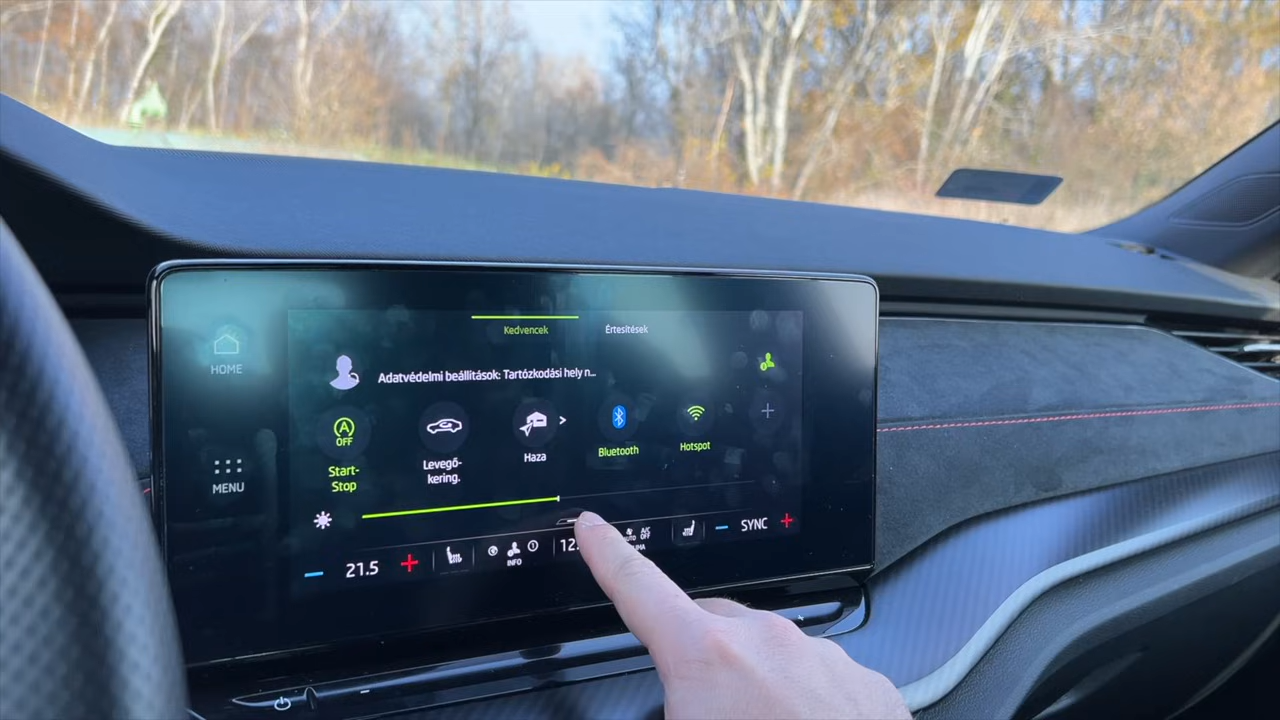 Kedvencek
Értesítések
HOME
Adatvédelmi beállítások: Tartózkodási hely n...
A
OFF
Start-
Stop
Levegő-
kering.
Haza
Bluetooth
Hotspot
MENU
21.5
INFO
A/C
OFF
SYNC